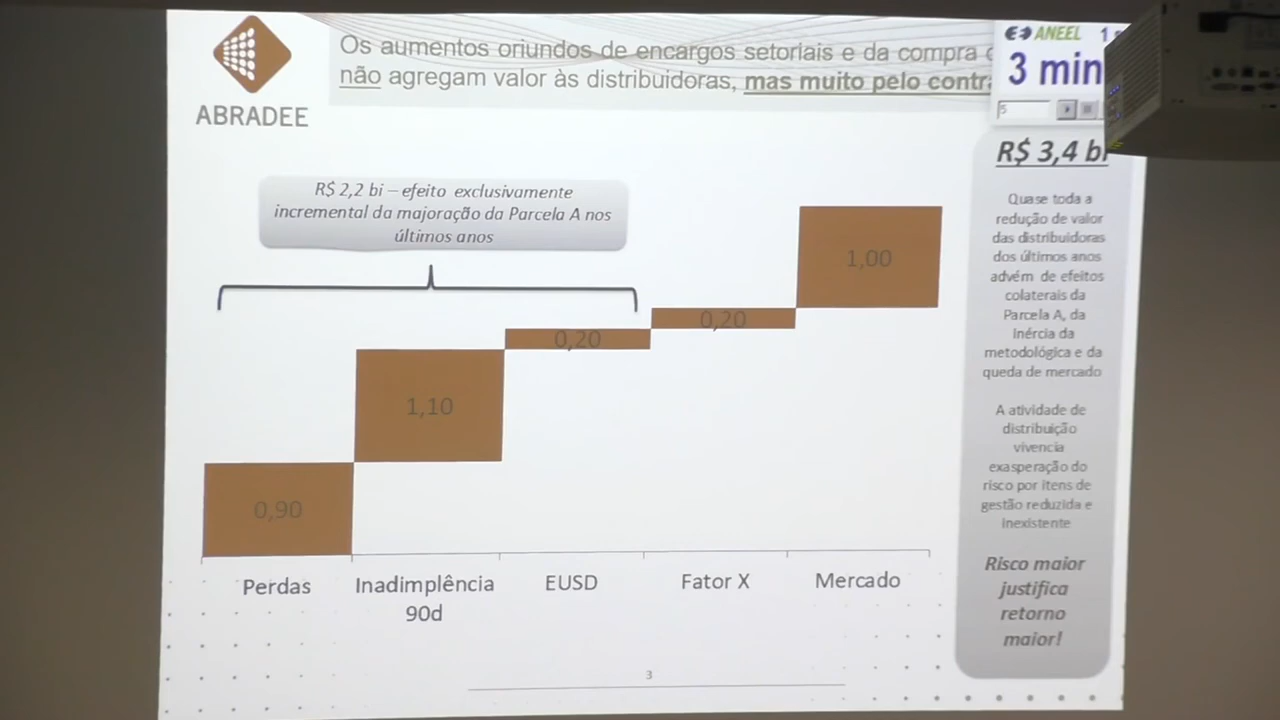 ABRADEE
Os aumentos oriundos de encargos setoriais e da compra
não agregam valor às distribuidoras, mas muito pelo
ANEEL
3 min
5
R$ 3,4 bi
R$ 2,2 bi – efeito exclusivamente
incremental da majoração da Parcela A nos
últimos anos
0,90
1,10
0,20
0,20
1,00
Perdas
Inadimplência
90d
EUSD
Fator X
Mercado
Quase toda a
redução de valor
das distribuidoras
dos últimos anos
advém de efeitos
colaterais da
Parcela A, da
Inércia da
metodológica e da
queda de mercado
A atividade de
distribuição
vivencia
exasperação do
risco por itens de
gestão reduzida e
inexistente
Risco maior
justifica
retorno
maior!
3